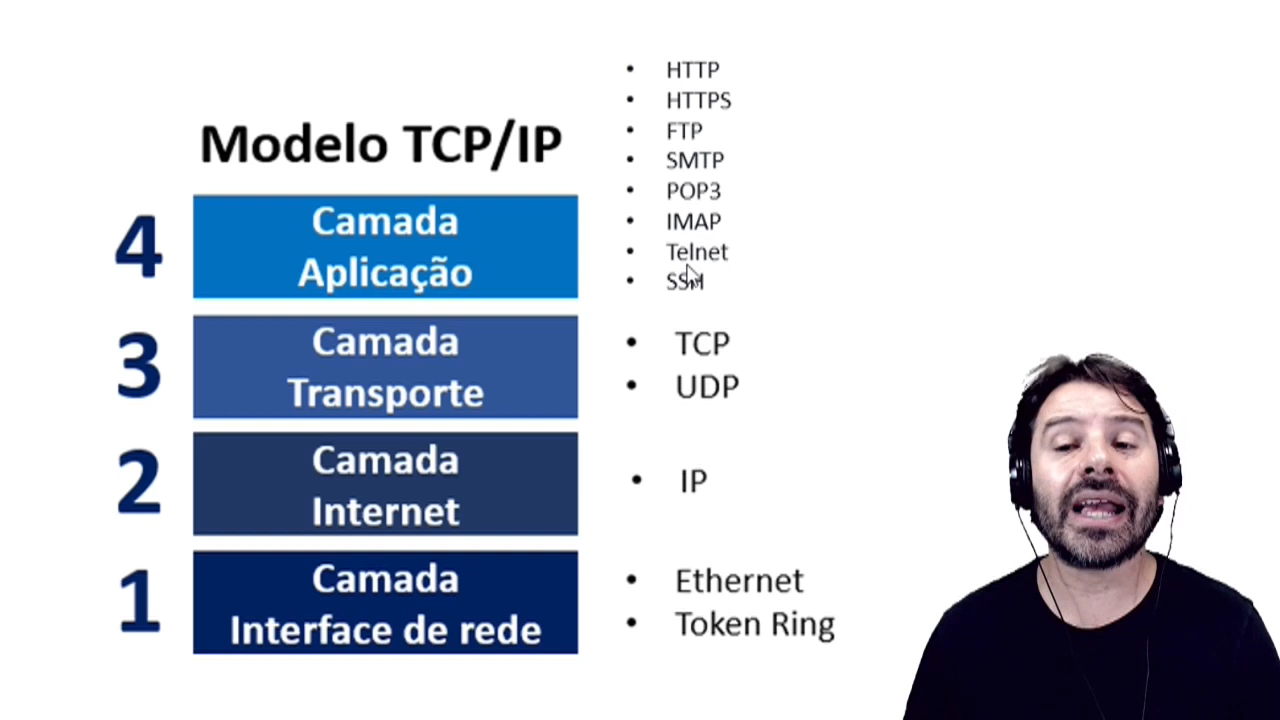 Modelo TCP/IP
4
Camada
Aplicação
HTTP
HTTPS
FTP
SMTP
POP3
IMAP
Telnet
3
Camada
Transporte
TCP
UDP
2
Camada
Internet
IP
1
Camada
Interface de rede
Ethernet
Token Ring